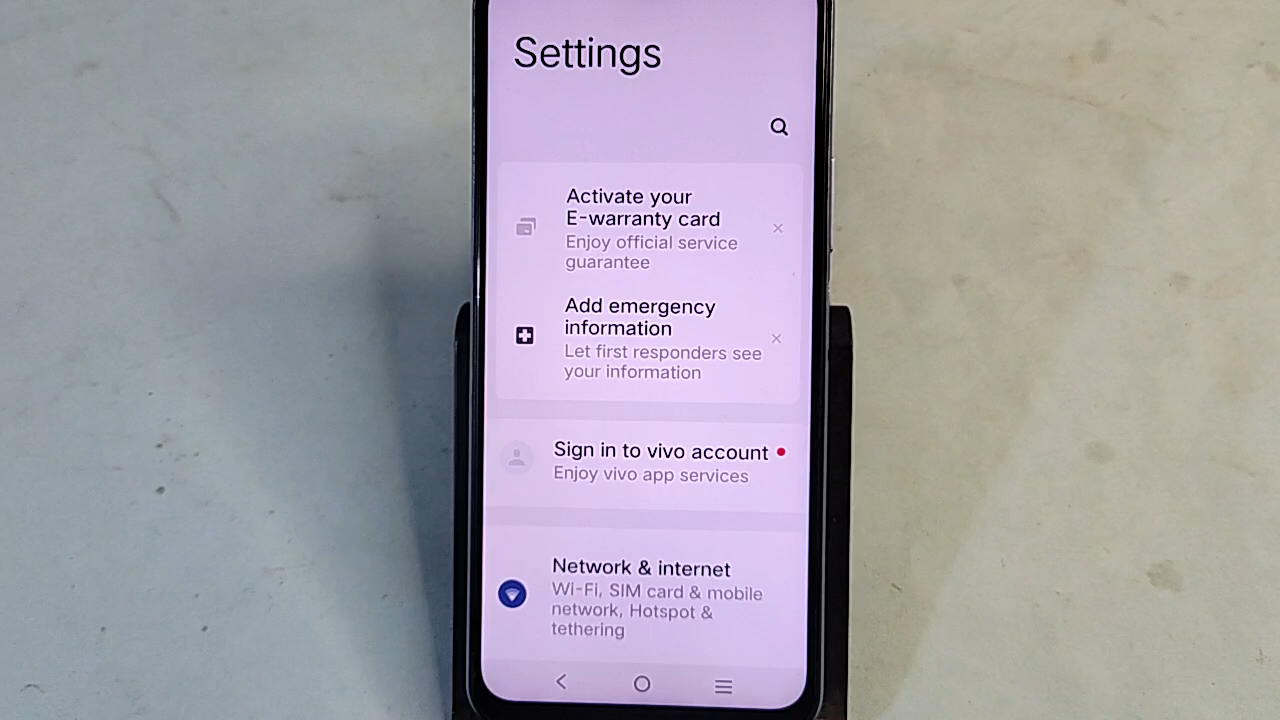 Settings
Activate your
E-warranty card
Enjoy official service
guarantee
Add emergency
information
Let first responders see
your information
Sign in to vivo account
Enjoy vivo app services
Network & internet
Wi-Fi, SIM card & mobile
network, Hotspot &
tethering